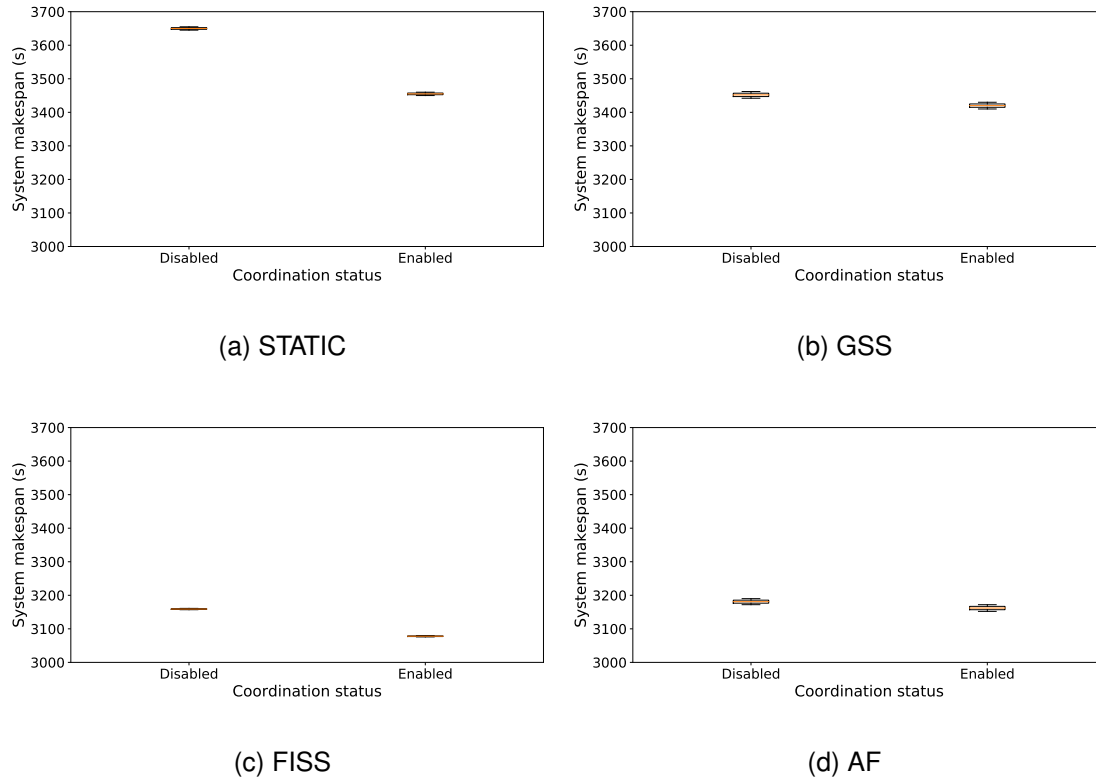 3700
3600
3500
3400
3300
3200
3100
3000
System makespan (s)
Disabled
Enabled
Coordination status
(a) STATIC
3700
3600
3500
3400
3300
3200
3100
3000
System makespan (s)
Disabled
Enabled
Coordination status
(b) GSS
3700
3600
3500
3400
3300
3200
3100
3000
System makespan (s)
Disabled
Enabled
Coordination status
(c) FISS
3700
3600
3500
3400
3300
3200
3100
3000
System makespan (s)
Disabled
Enabled
Coordination status
(d) AF